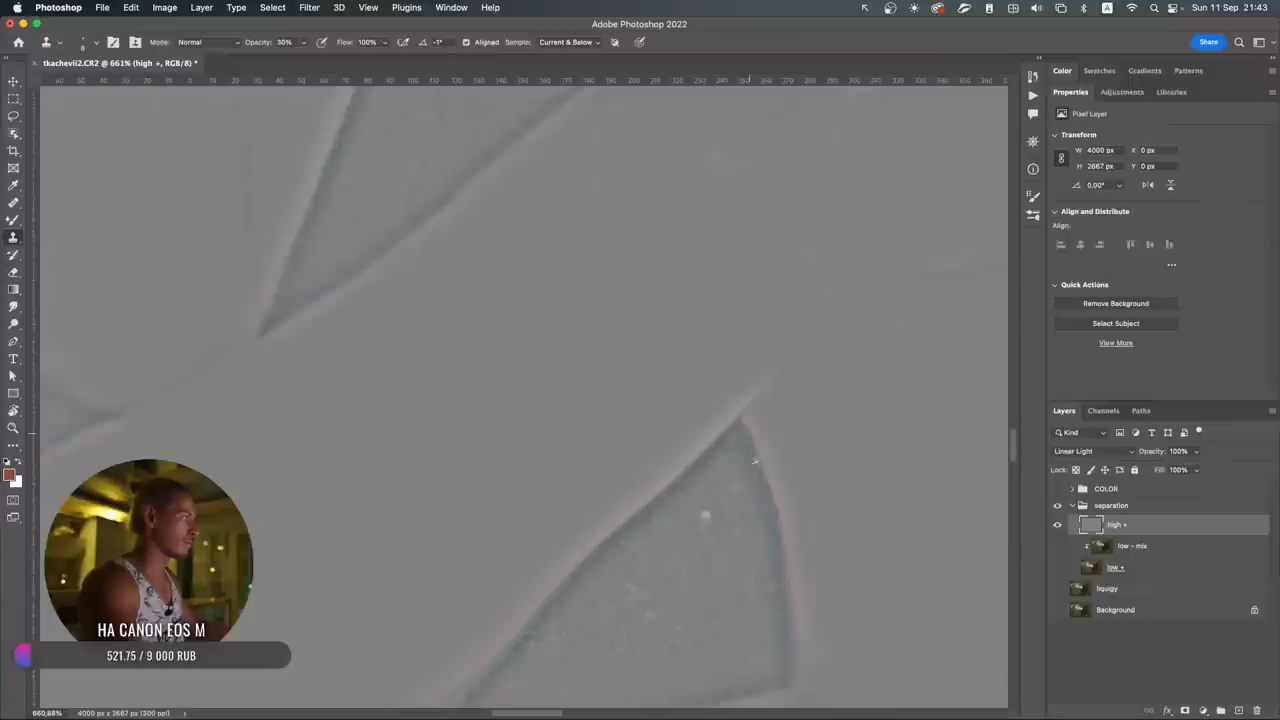 Photoshop File Edit Image Layer Type Select Filter 3D View Plugins Window Help
A
Sun 11 Sep 21:43
Adobe Photoshop 2022
8
Mode: Normal
Opacity: 30%
Flow: 100%
-1°
Aligned
Sample: Current & Below
Share
tkachevii2.CR2 @ 661% (high +, RGB/8) *
Color Swatches Gradients Patterns
Properties Adjustments Libraries
Pixel Layer
Transform
W 4000 px X 0 px
H 2667 px Y 0 px
0.00°
Align and Distribute
Align:
Quick Actions
Remove Background
Select Subject
View More
Layers Channels Paths
Kind
Linear Light
Opacity: 100%
Lock:
Fill: 100%
COLOR
separation
high +
low - mix
low +
liquigy
Background
НА CANON EOS M
521.75 / 9 000 RUB
4000 px x 2667 px (300 ppi)